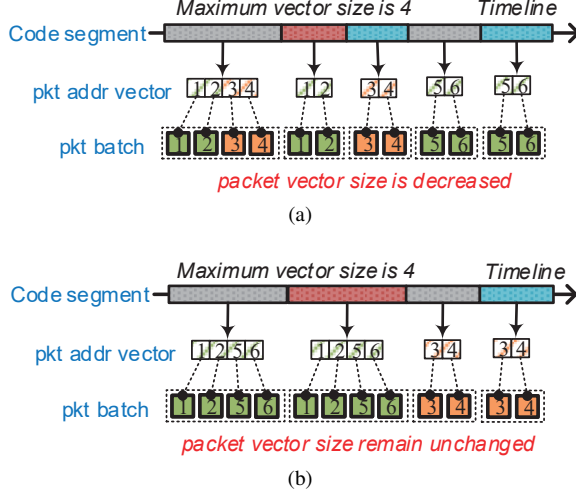 Maximum vector size is 4 Timeline
Code segment
pkt addr vector 1 2 3 4 1 2 3 4 5 6 5 6
pkt batch 1 2 3 4 1 2 3 4 5 6 5 6
packet vector size is decreased
(a)
Maximum vector size is 4 Timeline
Code segment
pkt addr vector 1 2 5 6 1 2 5 6 3 4 3 4
pkt batch 1 2 5 6 1 2 5 6 3 4 3 4
packet vector size remain unchanged
(b)